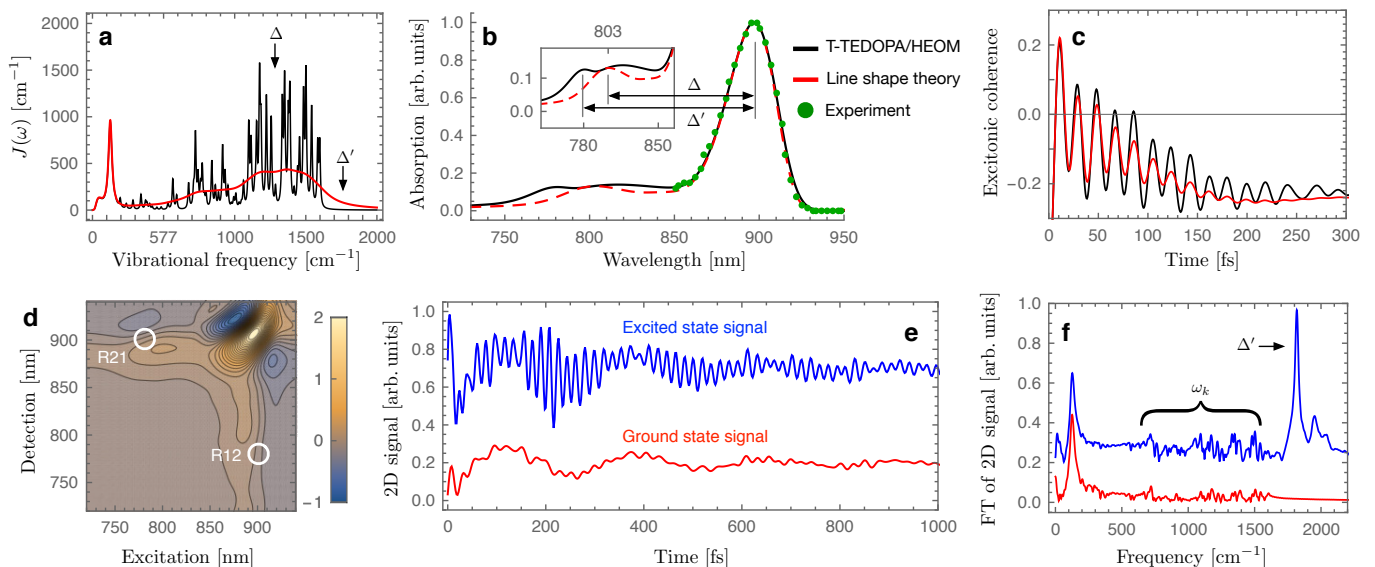 a
J(ω) [cm⁻¹]
2000
1500
1000
500
0
Δ
Δ′
0
577
1000
1500
2000
Vibrational frequency [cm⁻¹]
b
Absorption [arb. units]
1.0
0.8
0.6
0.4
0.2
0.0
803
0.1
0.0
780
850
Δ
Δ′
T-TEDOPA/HEOM
Line shape theory
Experiment
750
800
850
900
950
Wavelength [nm]
c
Excitonic coherence
0.2
0.0
−0.2
0
50
100
150
200
250
300
Time [fs]
d
Detection [nm]
900
850
800
750
R21
R12
2
1
0
−1
750
800
850
900
Excitation [nm]
e
2D signal [arb. units]
1.0
0.8
0.6
0.4
0.2
0.0
Excited state signal
Ground state signal
0
200
400
600
800
1000
Time [fs]
f
FT of 2D signal [arb. units]
1.0
0.8
0.6
0.4
0.2
0.0
Δ′
ωₖ
0
500
1000
1500
2000
Frequency [cm⁻¹]